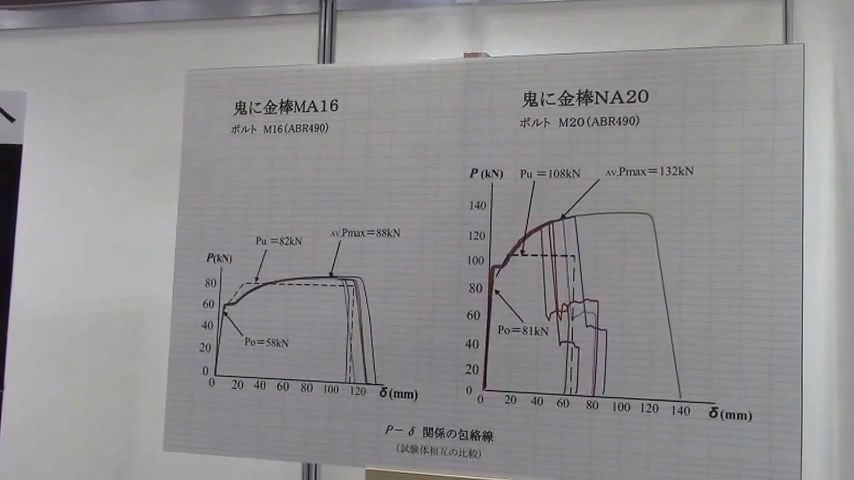 鬼に金棒MA16
ボルト M16(ABR490)
P(kN)
Pu=82kN
AV.Pmax=88kN
80
60
40
20
0
Po=58kN
0 20 40 60 80 100 120
δ(mm)
鬼に金棒NA20
ボルト M20(ABR490)
P (kN)
Pu=108kN
AV.Pmax=132kN
140
120
100
80
60
40
20
0
Po=81kN
0 20 40 60 80 100 120 140
δ(mm)
P-δ 関係の包絡線
(試験体相互の比較)